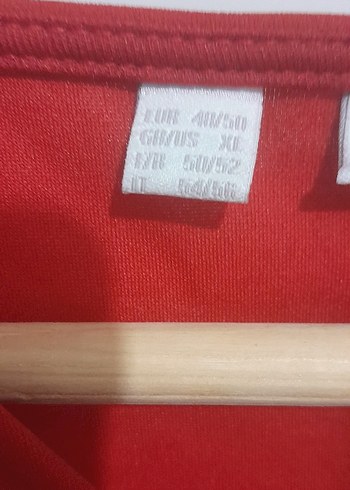 EUR 48/50
GB/US XL
F/B 50/52
IT 54/56